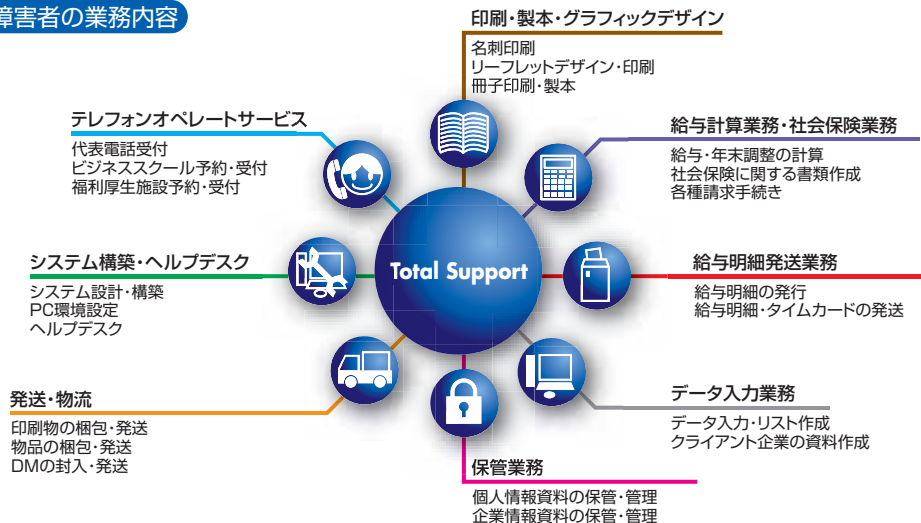 障害者の業務内容
印刷・製本・グラフィックデザイン
名刺印刷
リーフレットデザイン・印刷
冊子印刷・製本
テレフォンオペレートサービス
代表電話受付
ビジネススクール予約・受付
福利厚生施設予約・受付
給与計算業務・社会保険業務
給与・年末調整の計算
社会保険に関する書類作成
各種請求手続き
システム構築・ヘルプデスク
システム設計・構築
PC環境設定
ヘルプデスク
Total Support
給与明細発送業務
給与明細の発行
給与明細・タイムカードの発送
発送・物流
印刷物の梱包・発送
物品の梱包・発送
DMの封入・発送
データ入力業務
データ入力・リスト作成
クライアント企業の資料作成
保管業務
個人情報資料の保管・管理
企業情報資料の保管・管理